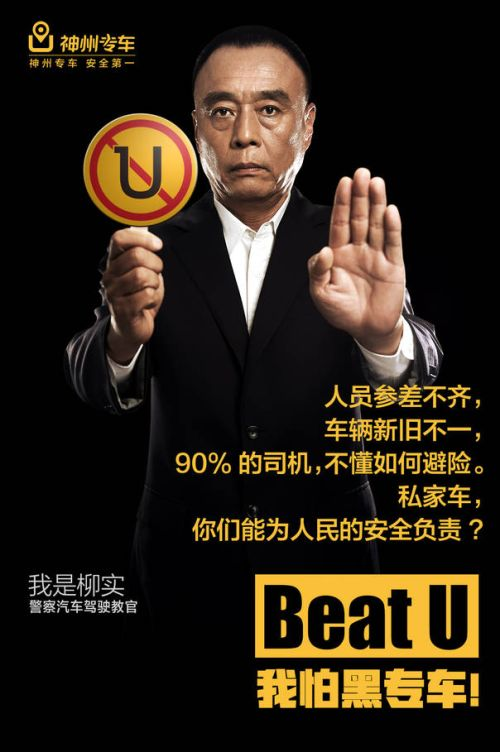 神州专车
神州专车 安全第一
U
人员参差不齐，
车辆新旧不一，
90% 的司机，不懂如何避险。
私家车，
你们能为人民的安全负责？
我是柳实
警察汽车驾驶教官
Beat U
我怕黑专车！